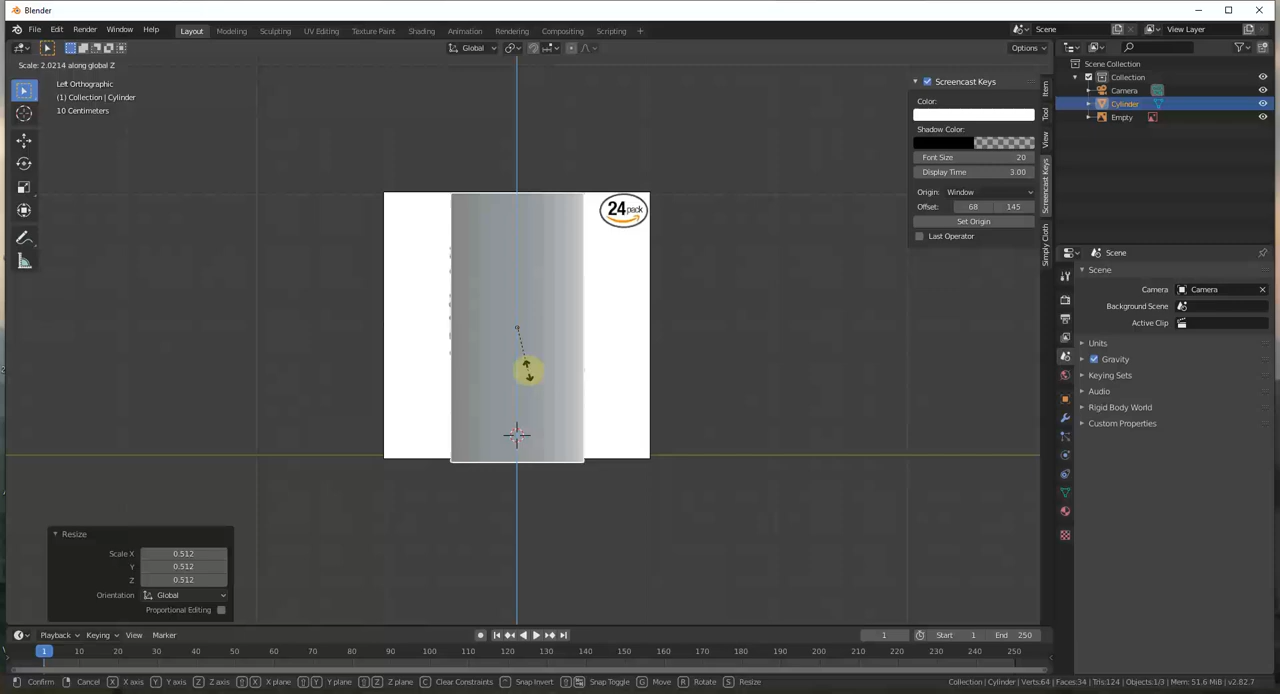 Blender
File Edit Render Window Help Layout Modeling Sculpting UV Editing Texture Paint Shading Animation Rendering Compositing Scripting + Scene View Layer
Global Options
Scale: 2.0214 along global Z
Left Orthographic
(1) Collection | Cylinder
10 Centimeters
24 pack
Screencast Keys
Color:
Shadow Color:
Font Size 20
Display Time 3.00
Origin: Window
Offset: 68 145
Set Origin
Last Operator
Item
Tool
View
Screencast Keys
Simply Cloth
Scene Collection
Collection
Camera
Cylinder
Empty
Scene
Scene
Camera Camera
Background Scene
Active Clip
Units
Gravity
Keying Sets
Audio
Rigid Body World
Custom Properties
Resize
Scale X 0.512
Y 0.512
Z 0.512
Orientation Global
Proportional Editing
Playback Keying View Marker 1 Start 1 End 250
1 10 20 30 40 50 60 70 80 90 100 110 120 130 140 150 160 170 180 190 200 210 220 230 240 250
Confirm Cancel X X axis Y Y axis Z Z axis X X plane Y Y plane Z Z plane C Clear Constraints Snap Invert Snap Toggle G Move R Rotate S Resize Collection | Cylinder | Verts:64 | Faces:34 | Tris:124 | Objects:1/3 | Mem: 51.6 MiB | v2.82.7